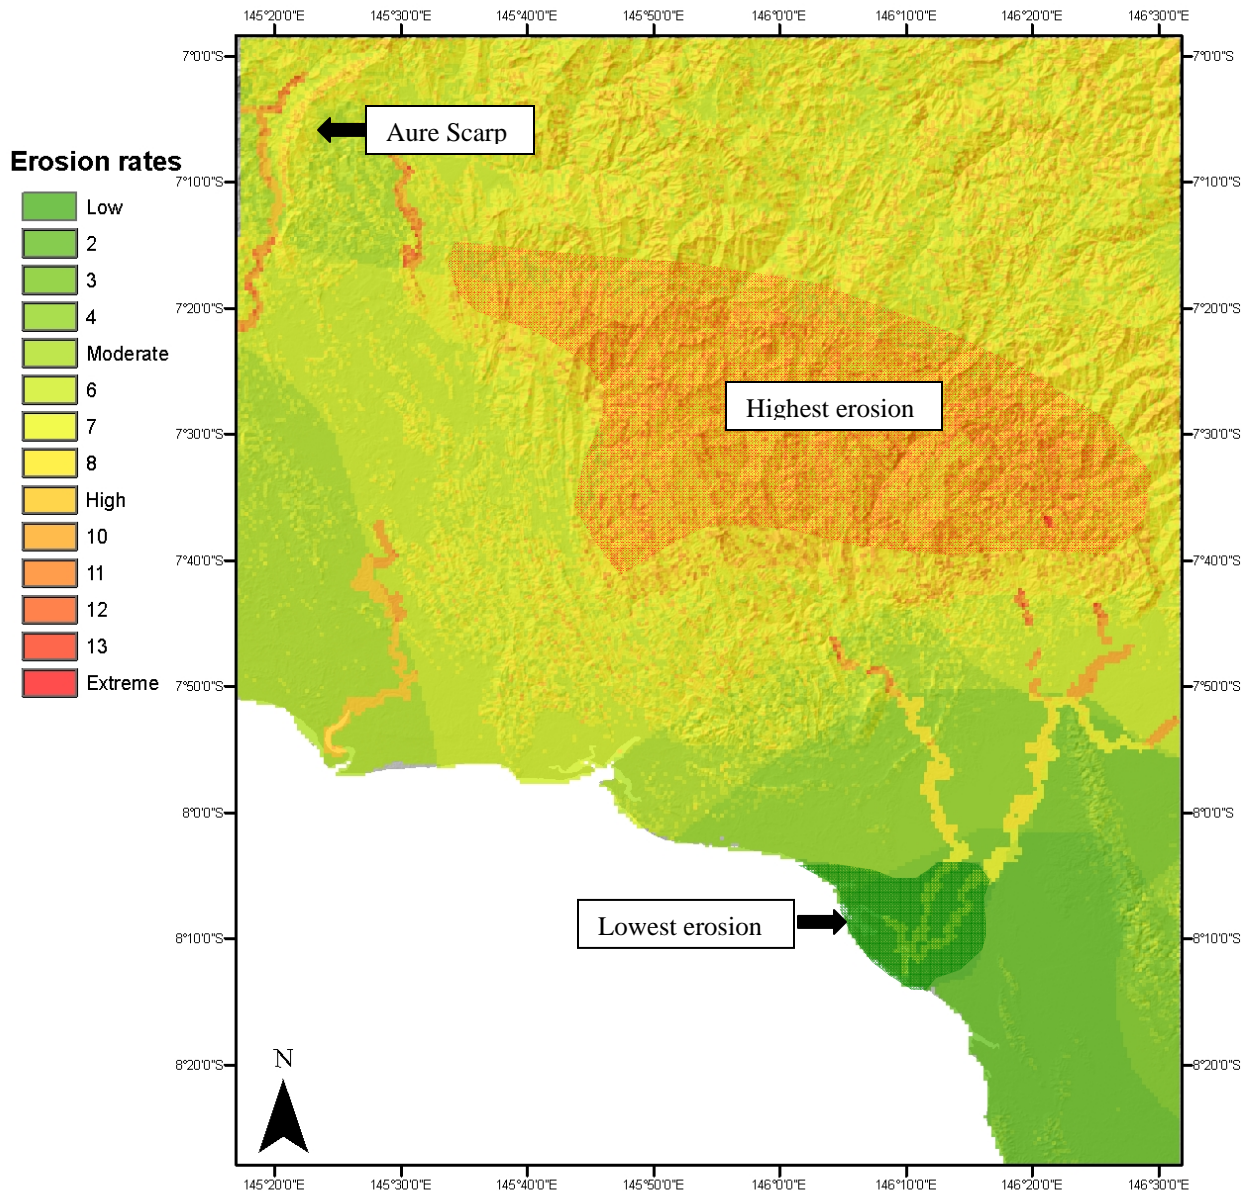 145°20'0"E 145°30'0"E 145°40'0"E 145°50'0"E 146°0'0"E 146°10'0"E 146°20'0"E 146°30'0"E
7°0'0"S 7°0'0"S
Aure Scarp
Erosion rates
7°10'0"S 7°10'0"S
Low
2
3
4
7°20'0"S 7°20'0"S
Moderate
6
Highest erosion
7
7°30'0"S 7°30'0"S
8
High
10
7°40'0"S 7°40'0"S
11
12
13
Extreme
7°50'0"S 7°50'0"S
8°0'0"S 8°0'0"S
Lowest erosion
8°10'0"S 8°10'0"S
N
8°20'0"S 8°20'0"S
145°20'0"E 145°30'0"E 145°40'0"E 145°50'0"E 146°0'0"E 146°10'0"E 146°20'0"E 146°30'0"E